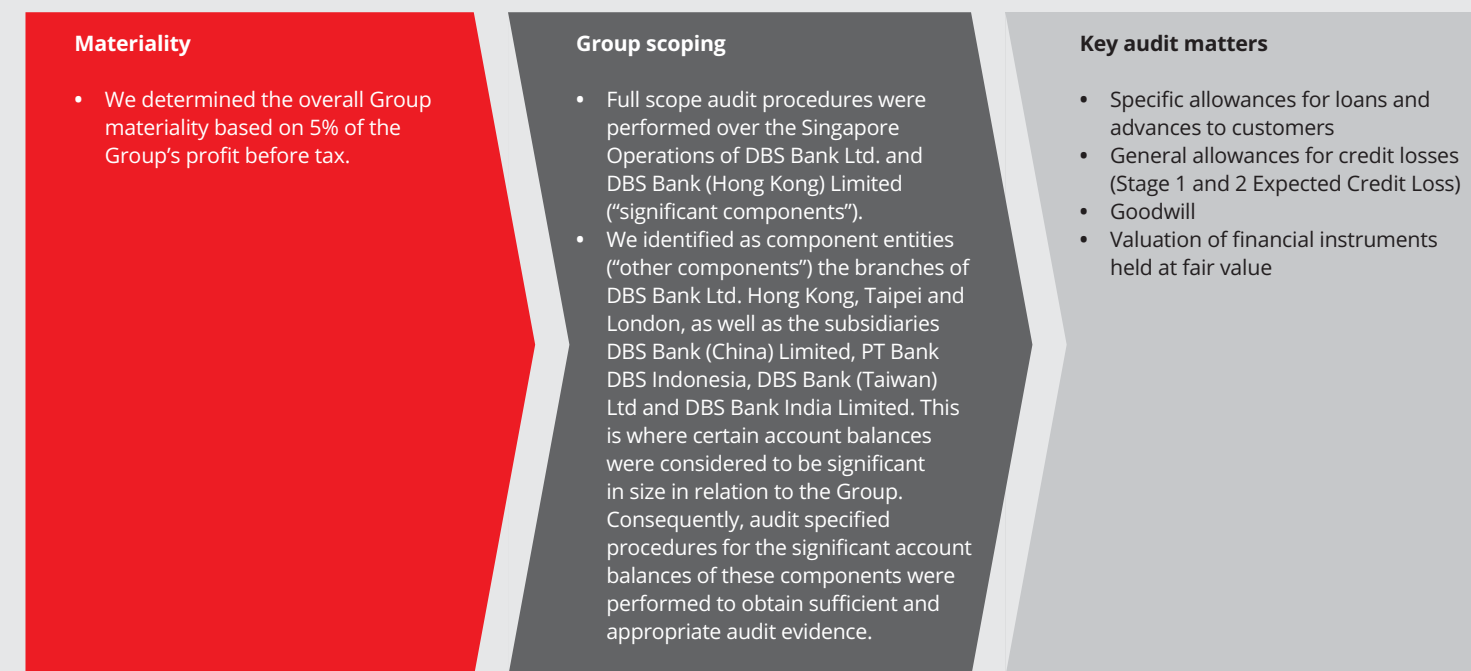 Materiality
• We determined the overall Group
materiality based on 5% of the
Group’s profit before tax.
Group scoping
• Full scope audit procedures were
performed over the Singapore
Operations of DBS Bank Ltd. and
DBS Bank (Hong Kong) Limited
(“significant components”).
• We identified as component entities
(“other components”) the branches of
DBS Bank Ltd. Hong Kong, Taipei and
London, as well as the subsidiaries
DBS Bank (China) Limited, PT Bank
DBS Indonesia, DBS Bank (Taiwan)
Ltd and DBS Bank India Limited. This
is where certain account balances
were considered to be significant
in size in relation to the Group.
Consequently, audit specified
procedures for the significant account
balances of these components were
performed to obtain sufficient and
appropriate audit evidence.
Key audit matters
• Specific allowances for loans and
advances to customers
• General allowances for credit losses
(Stage 1 and 2 Expected Credit Loss)
• Goodwill
• Valuation of financial instruments
held at fair value